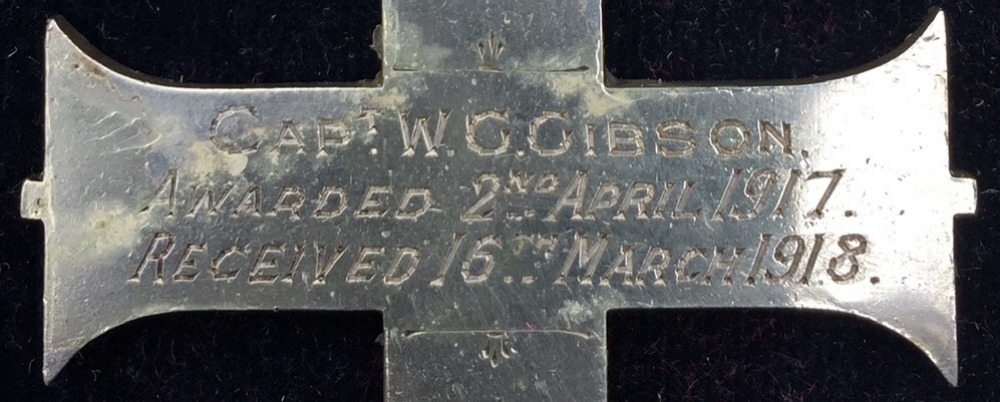 CAPT. W. G. GIBSON.
AWARDED 2ND APRIL 1917.
RECEIVED 16TH MARCH 1918.